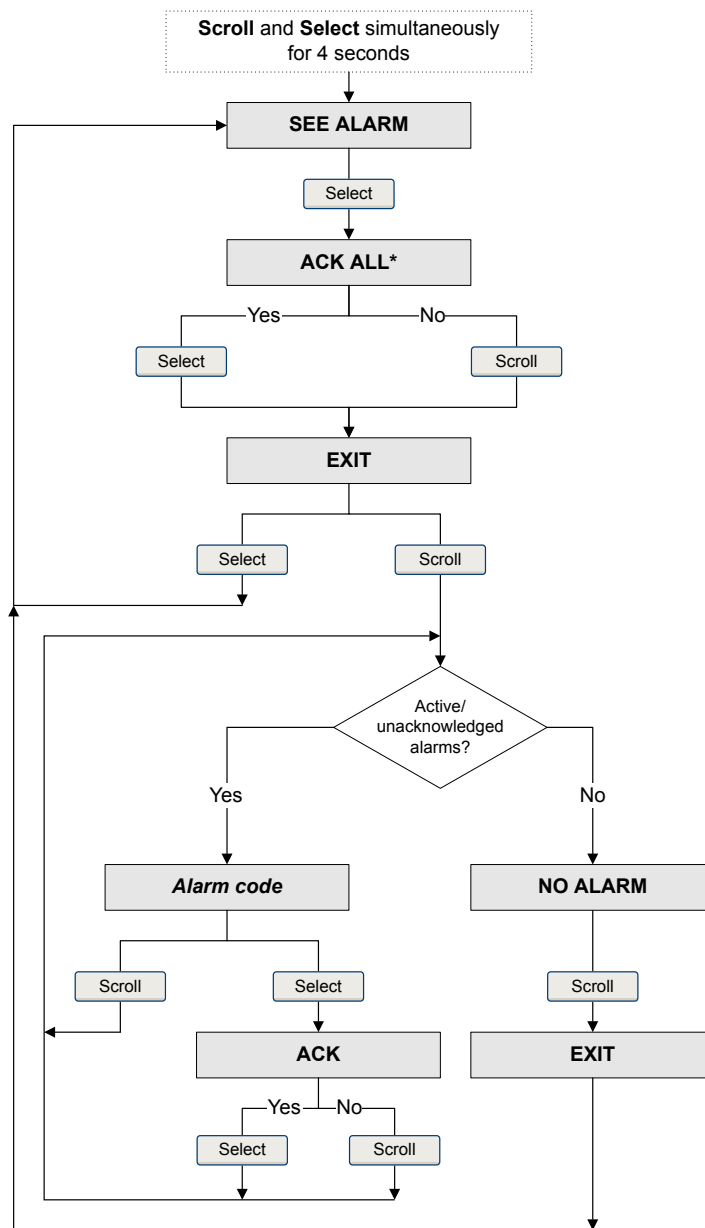 Scroll and Select simultaneously
for 4 seconds
SEE ALARM
Select
ACK ALL*
Yes No
Select Scroll
EXIT
Select Scroll
Active/
unacknowledged
alarms?
Yes No
Alarm code NO ALARM
Scroll Select Scroll
ACK EXIT
Yes No
Select Scroll